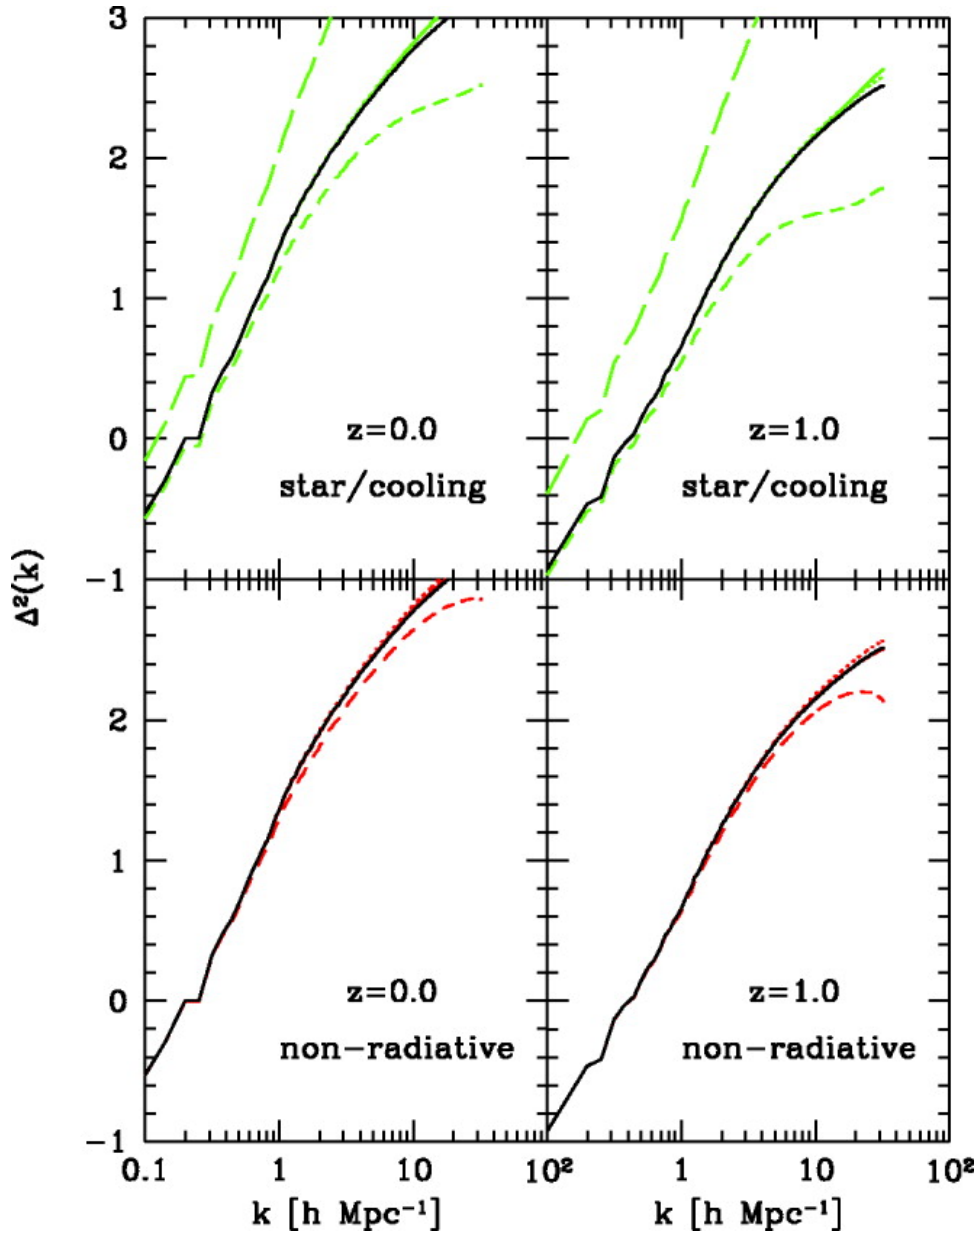 3
2
1
0
-1
z=0.0
star/cooling
z=1.0
star/cooling
Δ²(k)
2
1
0
-1
z=0.0
non-radiative
z=1.0
non-radiative
0.1 1 10 10² 1 10 10²
k [h Mpc⁻¹] k [h Mpc⁻¹]